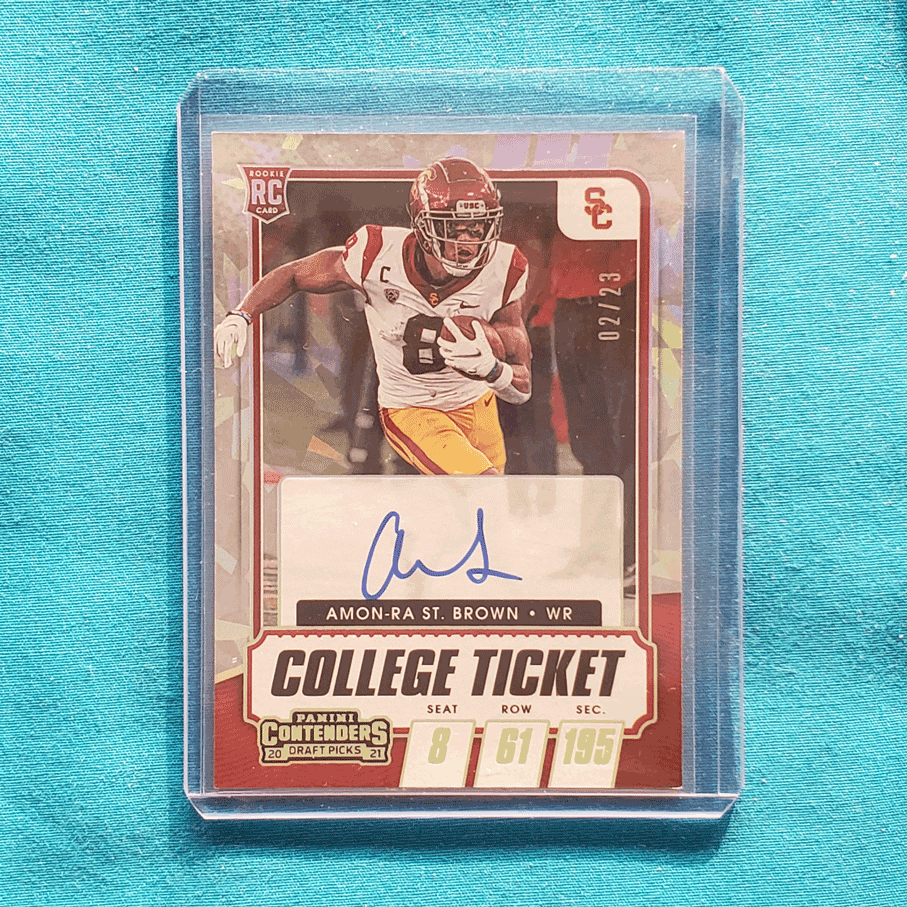 ROOKIE
RC
CARD
SC
USC
02/23
C
SC
8
AMON-RA ST. BROWN • WR
COLLEGE TICKET
SEAT ROW SEC.
8 61 195
PANINI
CONTENDERS
DRAFT PICKS
20 21